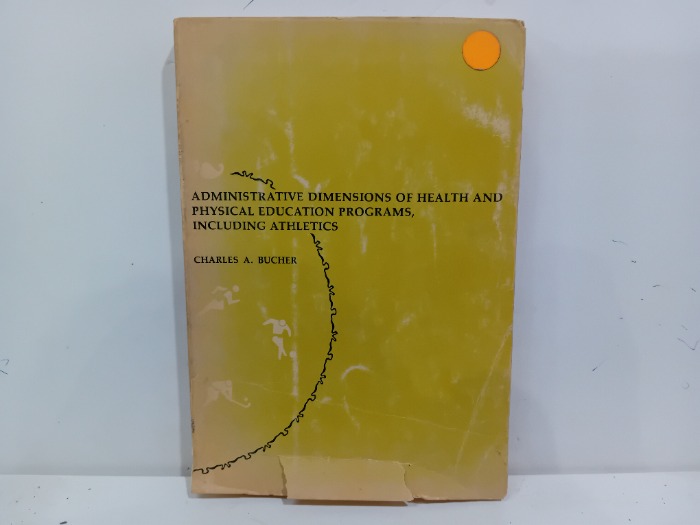 ADMINISTRATIVE DIMENSIONS OF HEALTH AND
PHYSICAL EDUCATION PROGRAMS,
INCLUDING ATHLETICS
CHARLES A. BUCHER